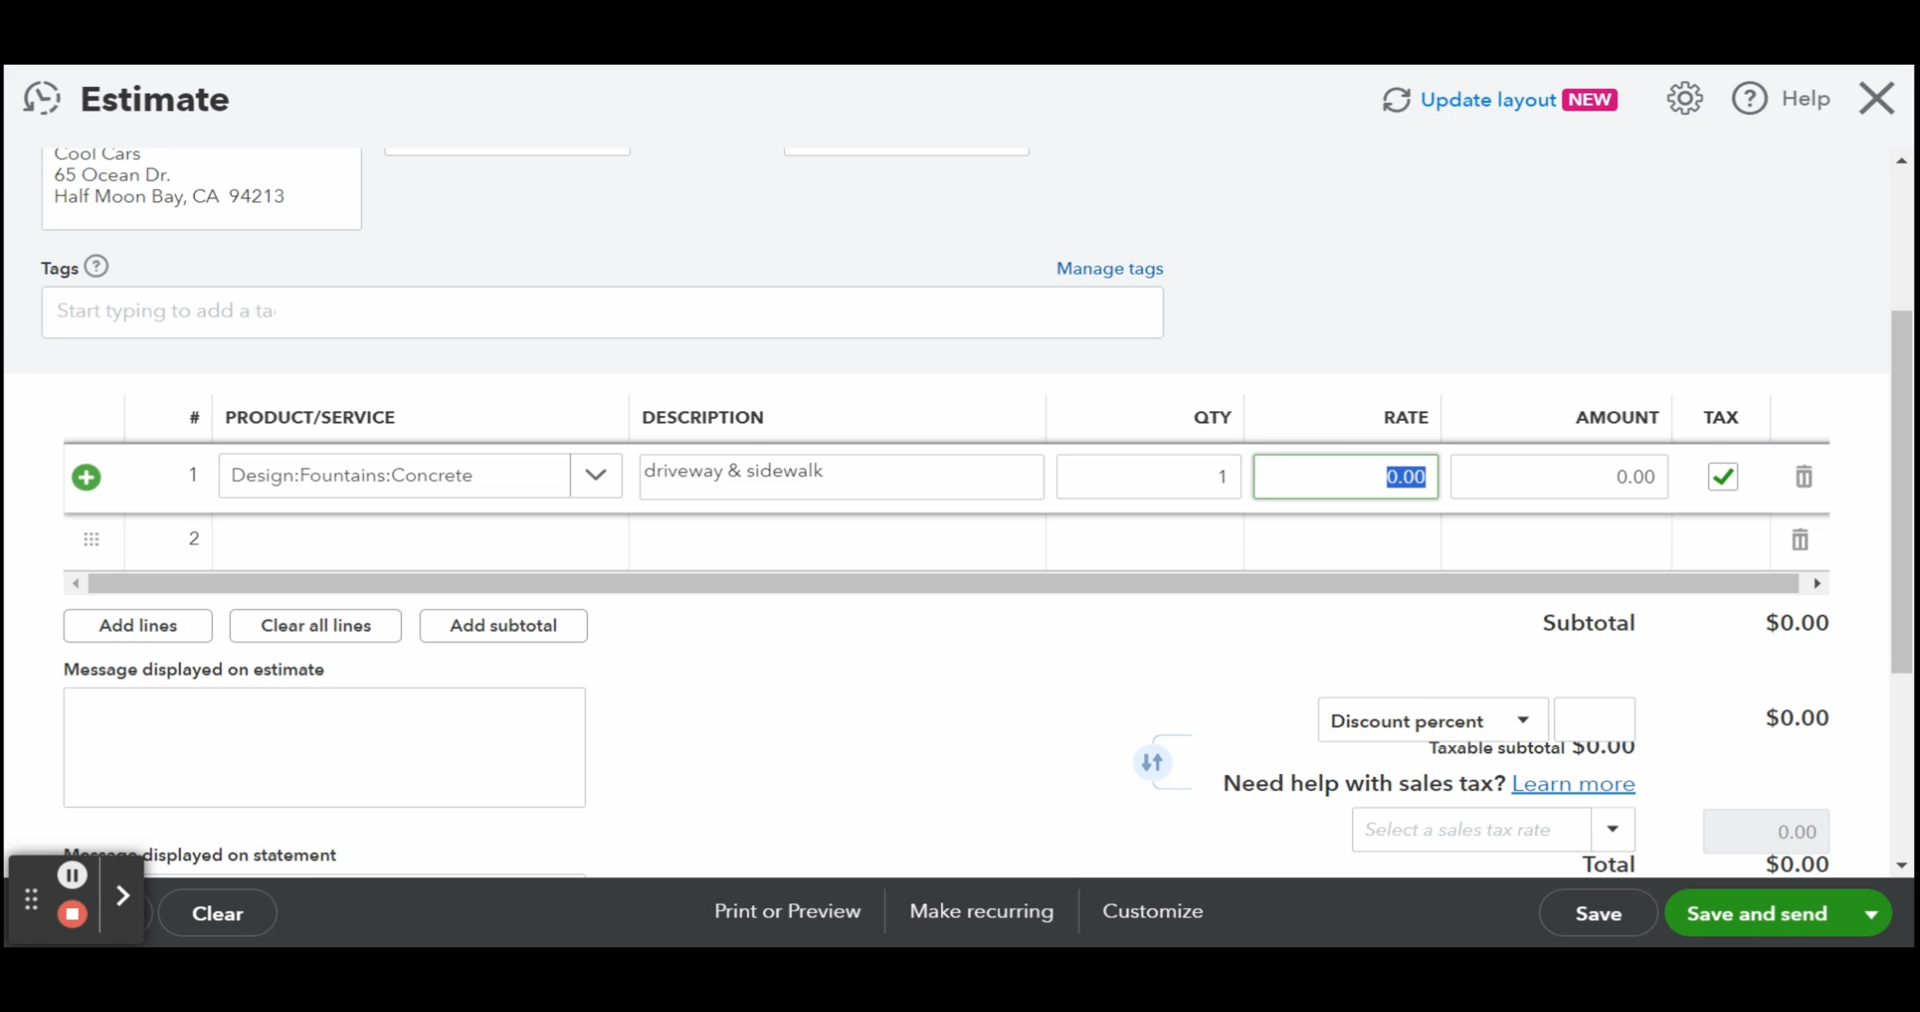 Estimate
Update layout NEW
Help
Cool Cars
65 Ocean Dr.
Half Moon Bay, CA 94213
Tags
Manage tags
Start typing to add a ta
# PRODUCT/SERVICE DESCRIPTION QTY RATE AMOUNT TAX
1 Design:Fountains:Concrete driveway & sidewalk 1 0.00 0.00
2
Add lines
Clear all lines
Add subtotal
Subtotal $0.00
Message displayed on estimate
Discount percent $0.00
Taxable subtotal $0.00
Need help with sales tax? Learn more
Select a sales tax rate 0.00
Message displayed on statement
Total $0.00
Clear
Print or Preview
Make recurring
Customize
Save
Save and send